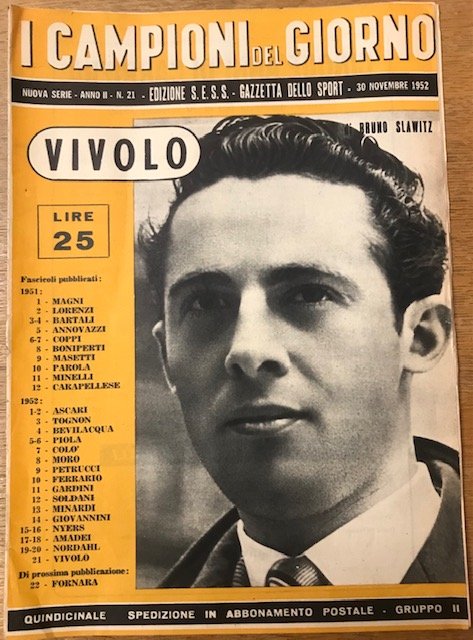 I CAMPIONI DEL GIORNO
NUOVA SERIE - ANNO II - N. 21 - EDIZIONE S.E.S.S. - GAZZETTA DELLO SPORT - 30 NOVEMBRE 1952
di BRUNO SLAWITZ
VIVOLO
LIRE
25
Fascicoli pubblicati:
1951:
1 - MAGNI
2 - LORENZI
3-4 - BARTALI
5 - ANNOVAZZI
6-7 - COPPI
8 - BONIPERTI
9 - MASETTI
10 - PAROLA
11 - MINELLI
12 - CARAPELLESE
1952:
1-2 - ASCARI
3 - TOGNON
4 - BEVILACQUA
5-6 - PIOLA
7 - COLO'
8 - MORO
9 - PETRUCCI
10 - FERRARIO
11 - GARDINI
12 - SOLDANI
13 - MINARDI
14 - GIOVANNINI
15-16 - NYERS
17-18 - AMADEI
19-20 - NORDAHL
21 - VIVOLO
Di prossima pubblicazione:
22 - FORNARA
QUINDICINALE SPEDIZIONE IN ABBONAMENTO POSTALE - GRUPPO II